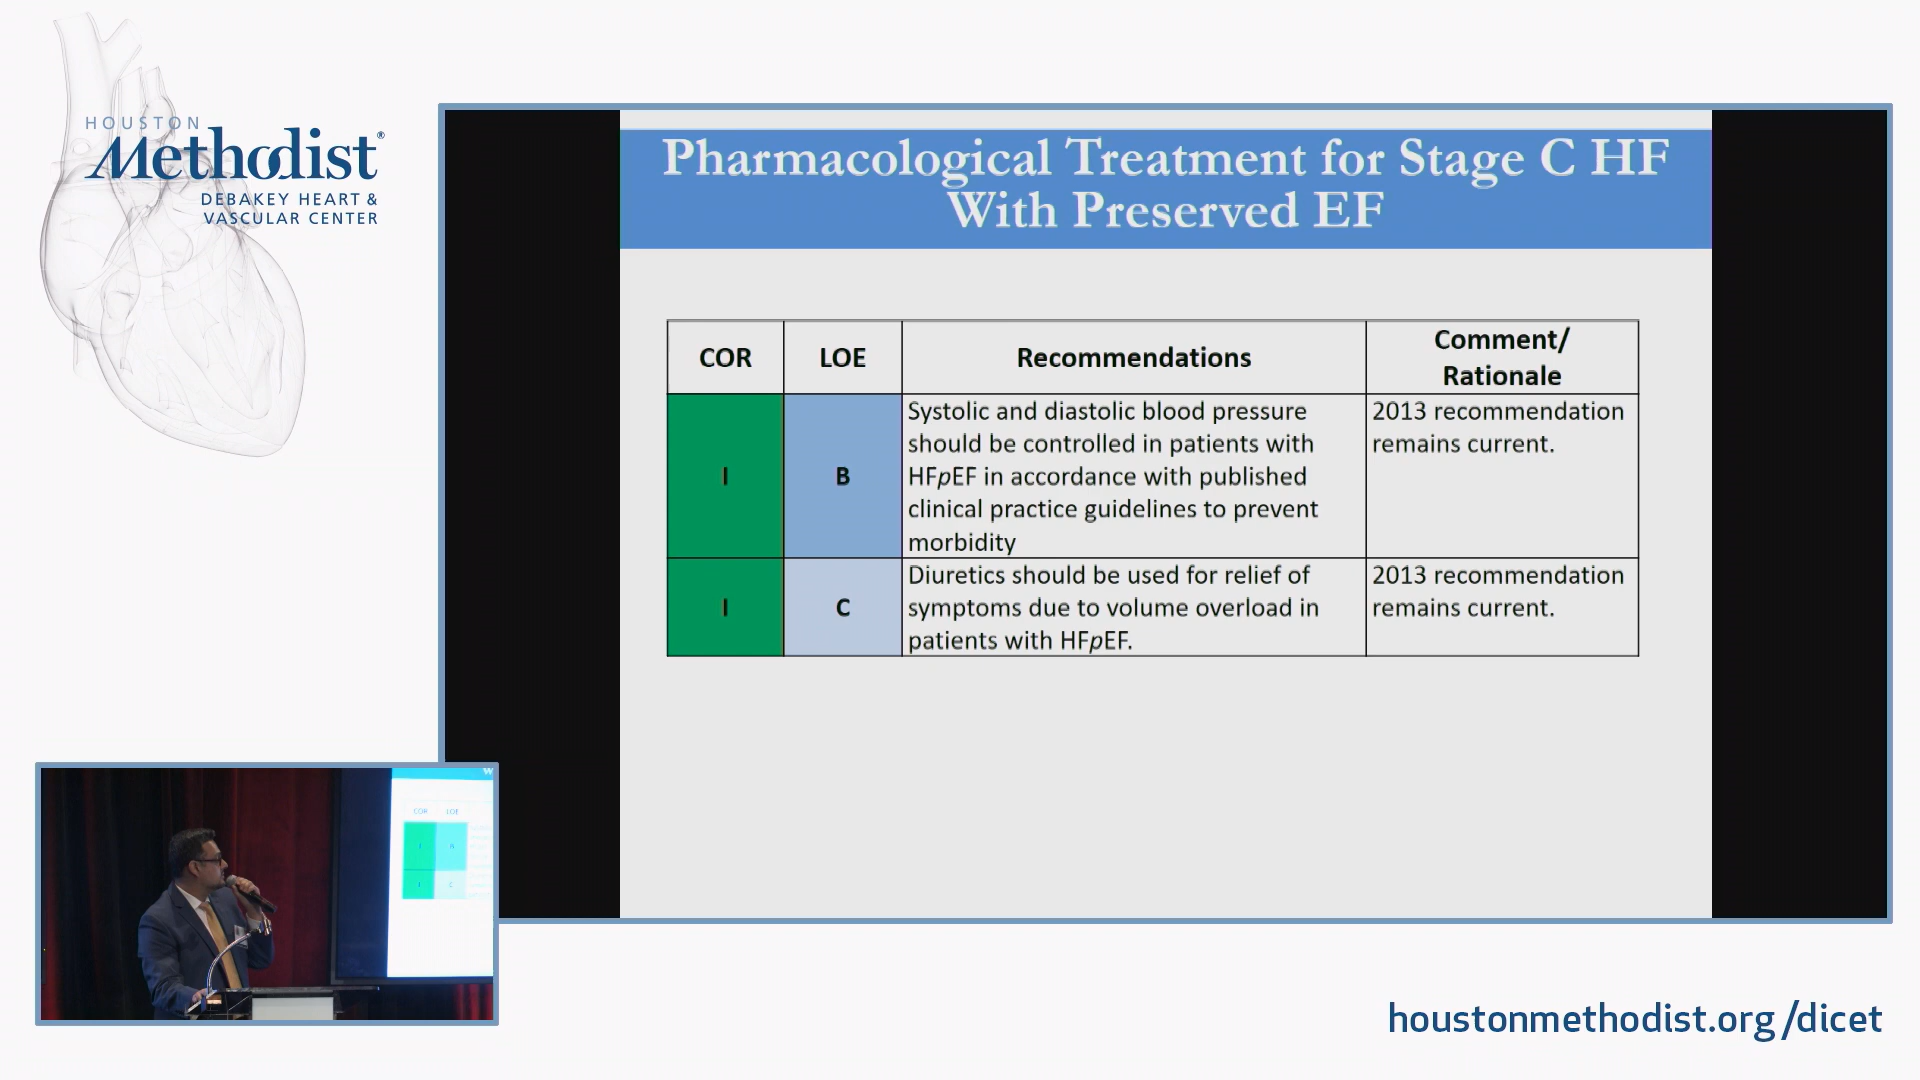 HOUSTON
Methodist®
DEBAKEY HEART &
VASCULAR CENTER
Pharmacological Treatment for Stage C HF
With Preserved EF
COR
LOE
Recommendations
Comment/
Rationale
I
B
Systolic and diastolic blood pressure
should be controlled in patients with
HFpEF in accordance with published
clinical practice guidelines to prevent
morbidity
2013 recommendation
remains current.
I
C
Diuretics should be used for relief of
symptoms due to volume overload in
patients with HFpEF.
2013 recommendation
remains current.
W
COR LOE
I B
I C
houstonmethodist.org/dicet